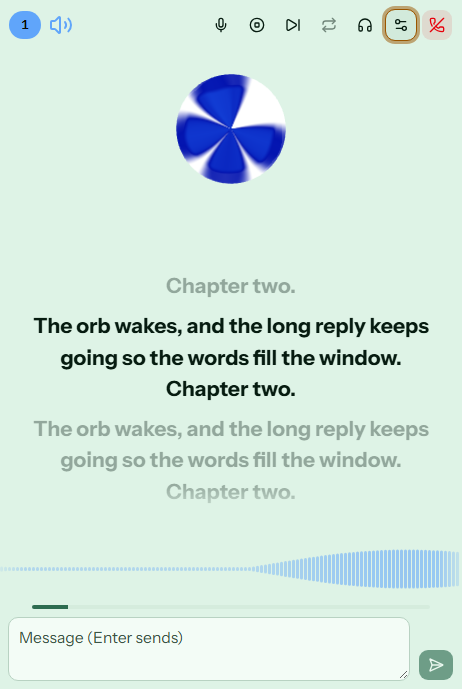 1
Chapter two.
The orb wakes, and the long reply keeps
going so the words fill the window.
Chapter two.
The orb wakes, and the long reply keeps
going so the words fill the window.
Chapter two.
Message (Enter sends)